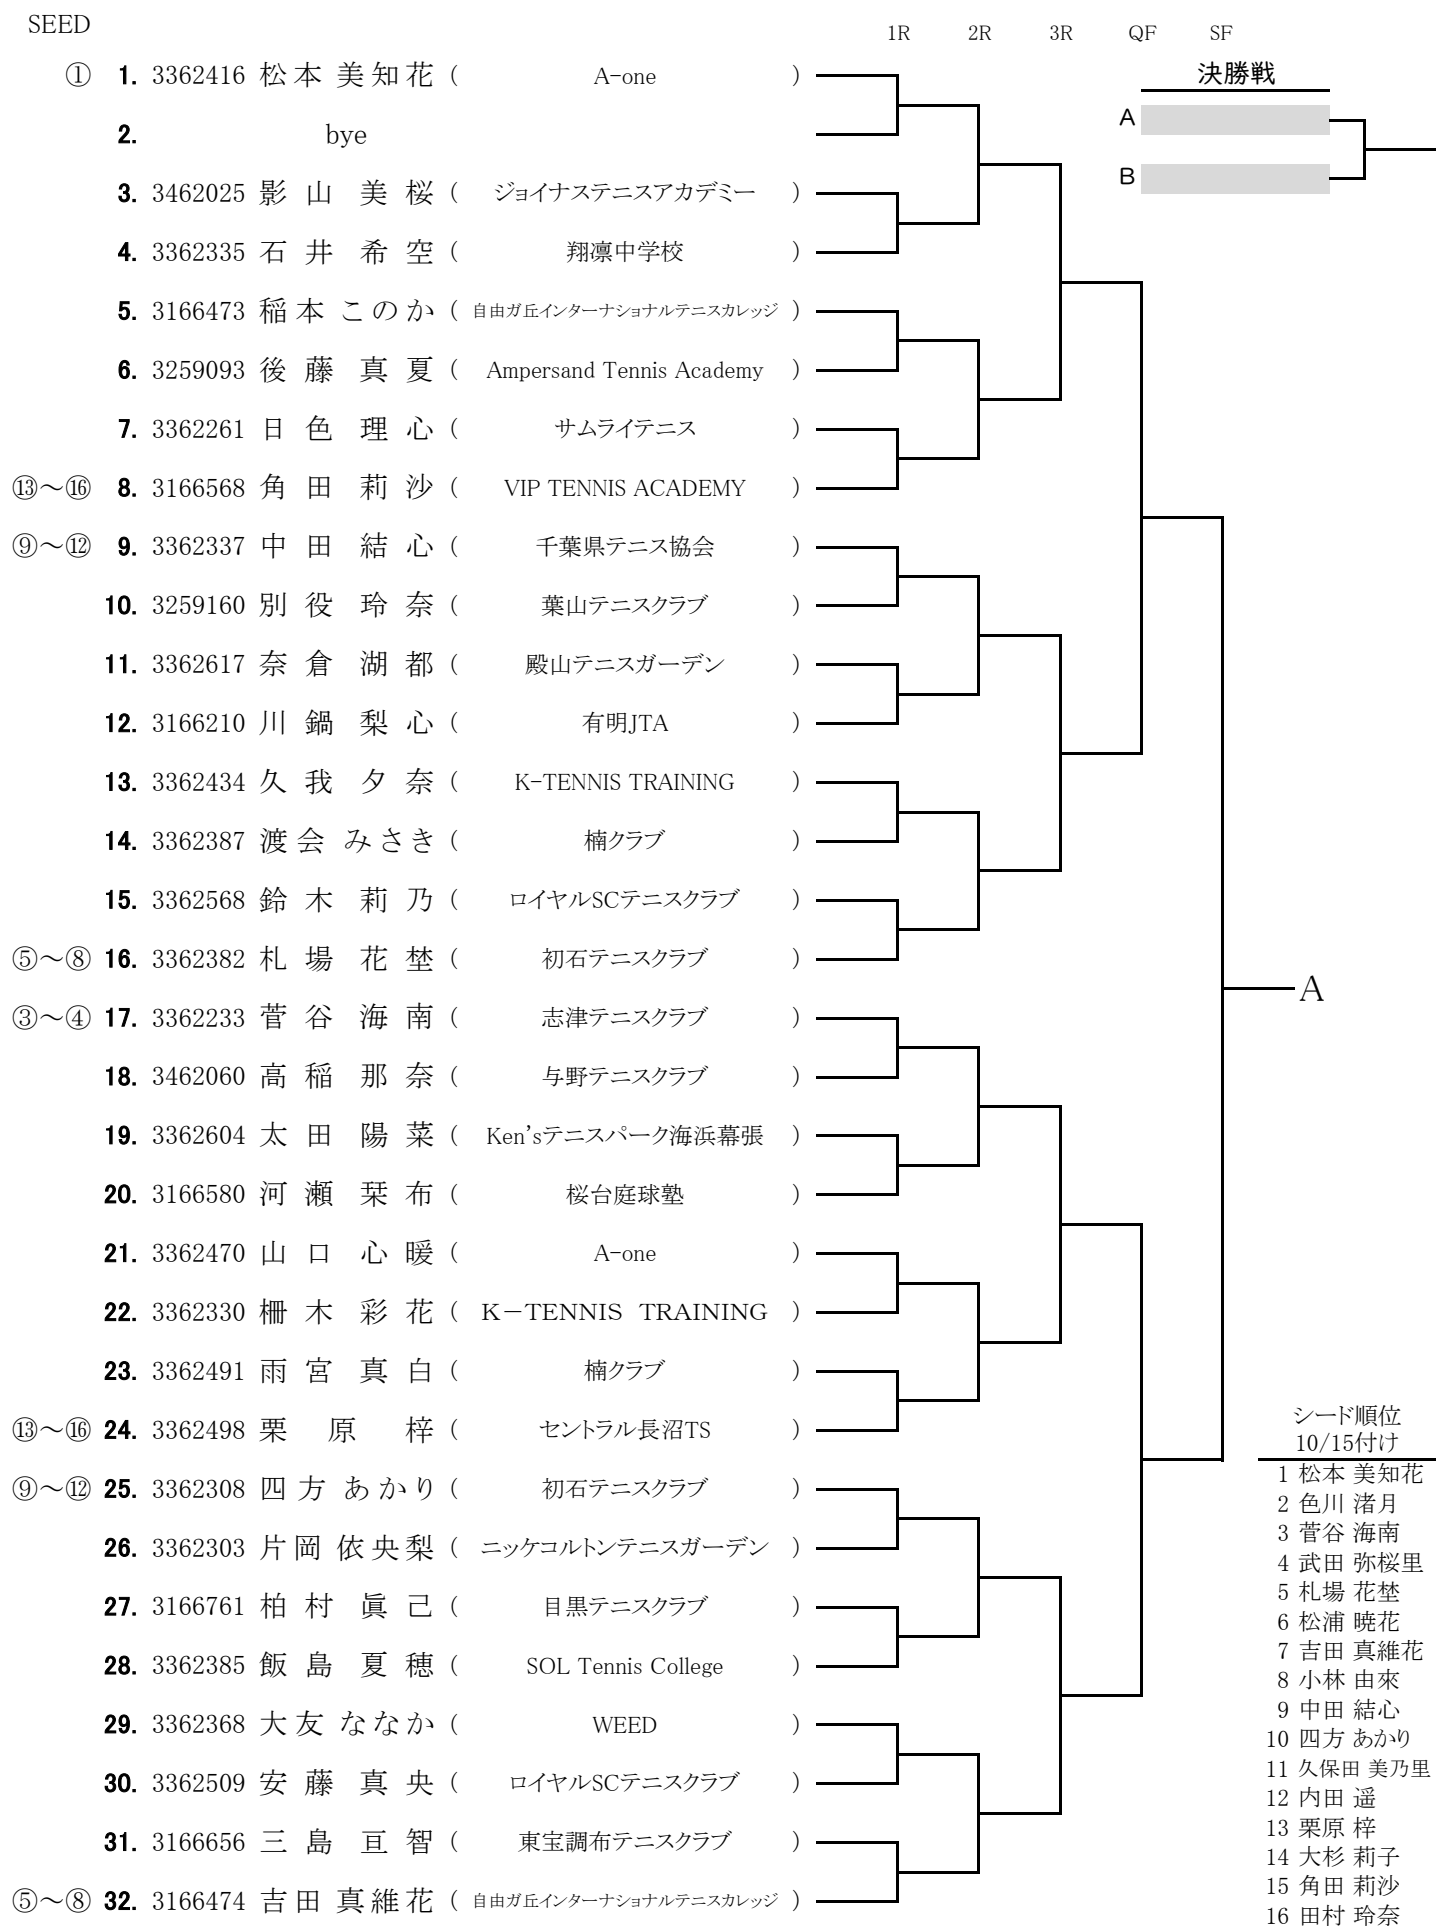 SEED
1R 2R 3R QF SF
① 1. 3362416 松本 美知花 ( A-one )
決勝戦
A
2. bye
B
3. 3462025 影山 美桜 ( ジョイナステニスアカデミー )
4. 3362335 石井 希空 ( 翔凛中学校 )
5. 3166473 稲本 このか ( 自由ガ丘インターナショナルテニスカレッジ )
6. 3259093 後藤 真夏 ( Ampersand Tennis Academy )
7. 3362261 日色 理心 ( サムライテニス )
⑬～⑯ 8. 3166568 角田 莉沙 ( VIP TENNIS ACADEMY )
⑨～⑫ 9. 3362337 中田 結心 ( 千葉県テニス協会 )
10. 3259160 別役 玲奈 ( 葉山テニスクラブ )
11. 3362617 奈倉 湖都 ( 殿山テニスガーデン )
12. 3166210 川鍋 梨心 ( 有明JTA )
13. 3362434 久我 夕奈 ( K-TENNIS TRAINING )
14. 3362387 渡会 みさき ( 楠クラブ )
15. 3362568 鈴木 莉乃 ( ロイヤルSCテニスクラブ )
⑤～⑧ 16. 3362382 札場 花埜 ( 初石テニスクラブ )
A
③～④ 17. 3362233 菅谷 海南 ( 志津テニスクラブ )
18. 3462060 高稲 那奈 ( 与野テニスクラブ )
19. 3362604 太田 陽菜 ( Ken'sテニスパーク海浜幕張 )
20. 3166580 河瀬 栞布 ( 桜台庭球塾 )
21. 3362470 山口 心暖 ( A-one )
22. 3362330 柵木 彩花 ( K－TENNIS TRAINING )
23. 3362491 雨宮 真白 ( 楠クラブ )
⑬～⑯ 24. 3362498 栗原 梓 ( セントラル長沼TS )
⑨～⑫ 25. 3362308 四方 あかり ( 初石テニスクラブ )
26. 3362303 片岡 依央梨 ( ニッケコルトンテニスガーデン )
27. 3166761 柏村 眞己 ( 目黒テニスクラブ )
28. 3362385 飯島 夏穂 ( SOL Tennis College )
29. 3362368 大友 ななか ( WEED )
30. 3362509 安藤 真央 ( ロイヤルSCテニスクラブ )
31. 3166656 三島 亘智 ( 東宝調布テニスクラブ )
⑤～⑧ 32. 3166474 吉田 真維花 ( 自由ガ丘インターナショナルテニスカレッジ )
シード順位
10/15付け
1 松本 美知花
2 色川 渚月
3 菅谷 海南
4 武田 弥桜里
5 札場 花埜
6 松浦 暁花
7 吉田 真維花
8 小林 由來
9 中田 結心
10 四方 あかり
11 久保田 美乃里
12 内田 遥
13 栗原 梓
14 大杉 莉子
15 角田 莉沙
16 田村 玲奈